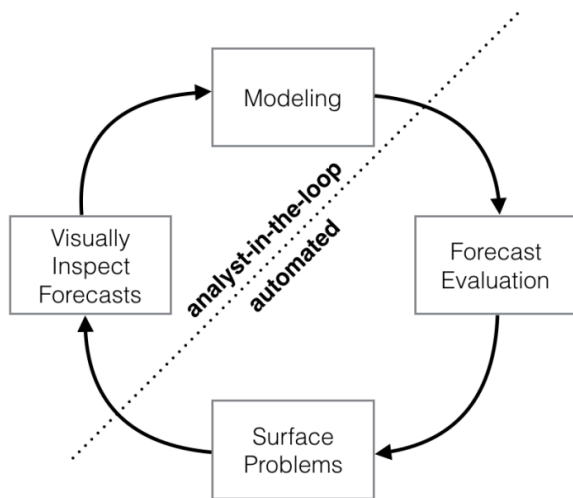 Modeling
analyst-in-the-loop
automated
Visually
Inspect
Forecasts
Forecast
Evaluation
Surface
Problems